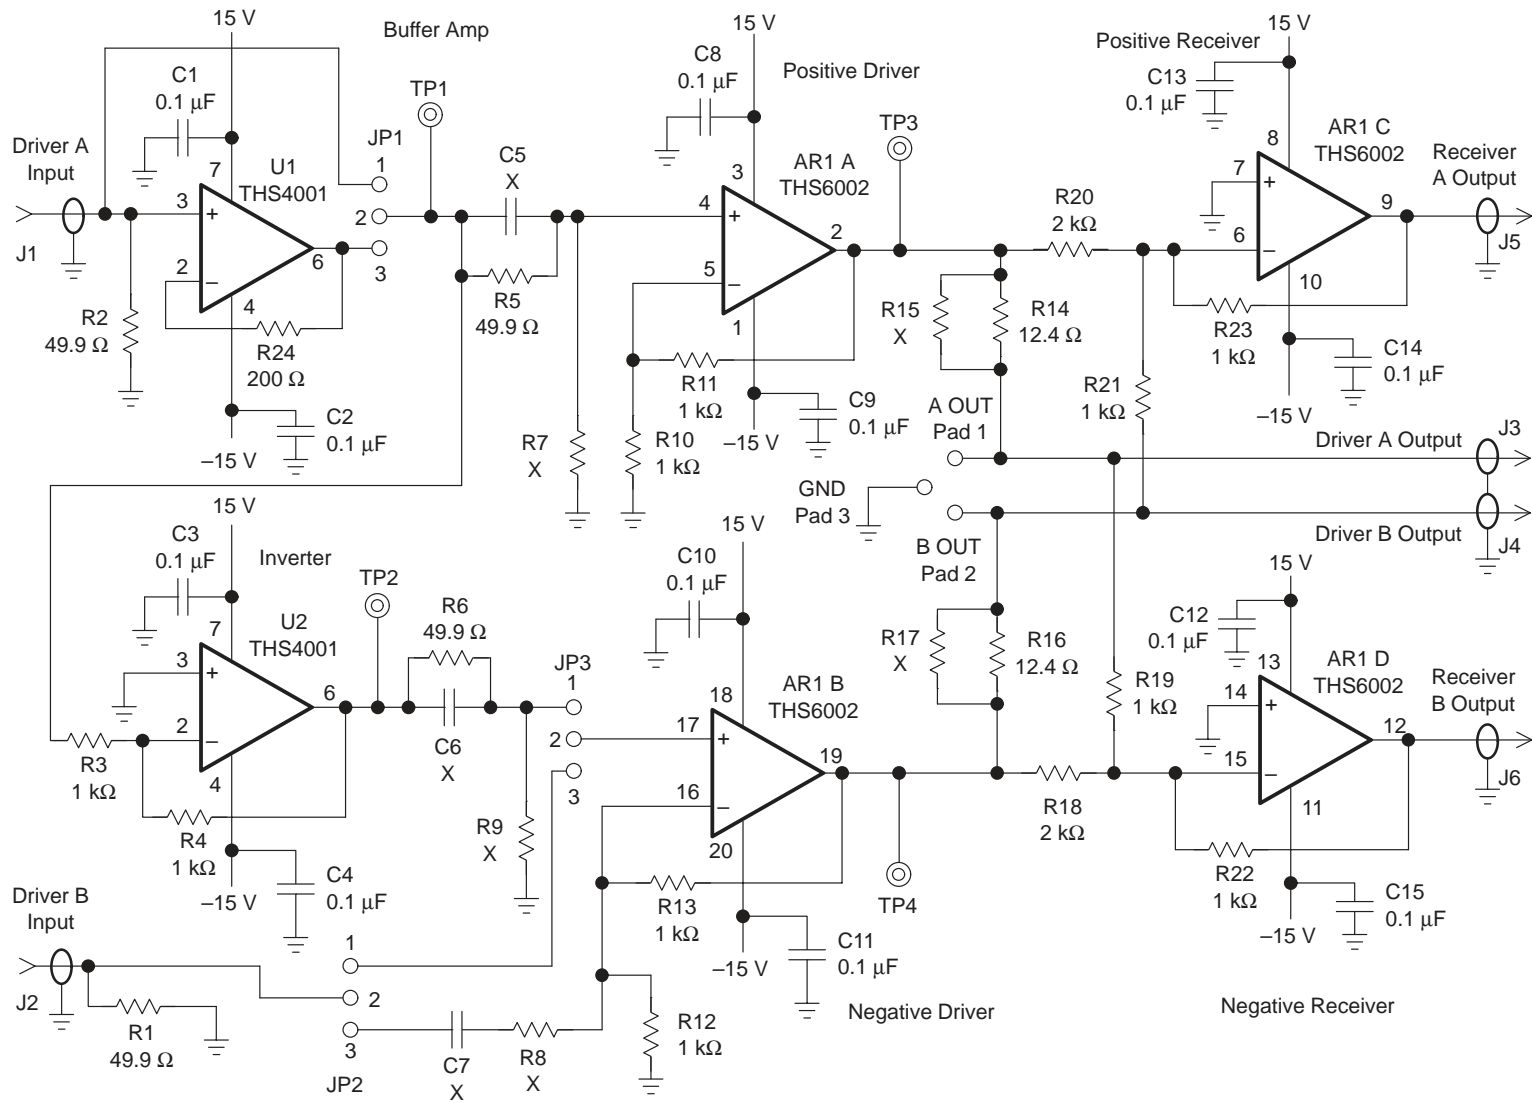 15 V
Buffer Amp
C1
0.1 µF
TP1
JP1
1
2
3
Driver A
Input
J1
U1
THS4001
7
3
+
2
−
6
4
R2
49.9 Ω
R24
200 Ω
C2
0.1 µF
–15 V
C5
X
R5
49.9 Ω
R7
X
15 V
C8
0.1 µF
Positive Driver
3
AR1 A
THS6002
4
+
5
−
2
1
R11
1 kΩ
R10
1 kΩ
C9
0.1 µF
–15 V
TP3
R20
2 kΩ
R15
X
R14
12.4 Ω
R21
1 kΩ
A OUT
Pad 1
GND
Pad 3
B OUT
Pad 2
15 V
Positive Receiver
C13
0.1 µF
8
AR1 C
THS6002
7
+
6
−
9
10
Receiver
A Output
J5
R23
1 kΩ
C14
0.1 µF
–15 V
Driver A Output
J3
Driver B Output
J4
15 V
C3
0.1 µF
Inverter
TP2
U2
THS4001
7
3
+
2
−
6
4
R3
1 kΩ
R4
1 kΩ
C4
0.1 µF
–15 V
R6
49.9 Ω
C6
X
R9
X
JP3
1
2
3
15 V
C10
0.1 µF
18
AR1 B
THS6002
17
+
16
−
19
20
R13
1 kΩ
C11
0.1 µF
–15 V
Negative Driver
R12
1 kΩ
TP4
R17
X
R16
12.4 Ω
R19
1 kΩ
R18
2 kΩ
15 V
C12
0.1 µF
13
AR1 D
THS6002
14
+
15
−
12
11
Receiver
B Output
J6
R22
1 kΩ
C15
0.1 µF
–15 V
Negative Receiver
Driver B
Input
J2
R1
49.9 Ω
1
2
3
JP2
C7
X
R8
X